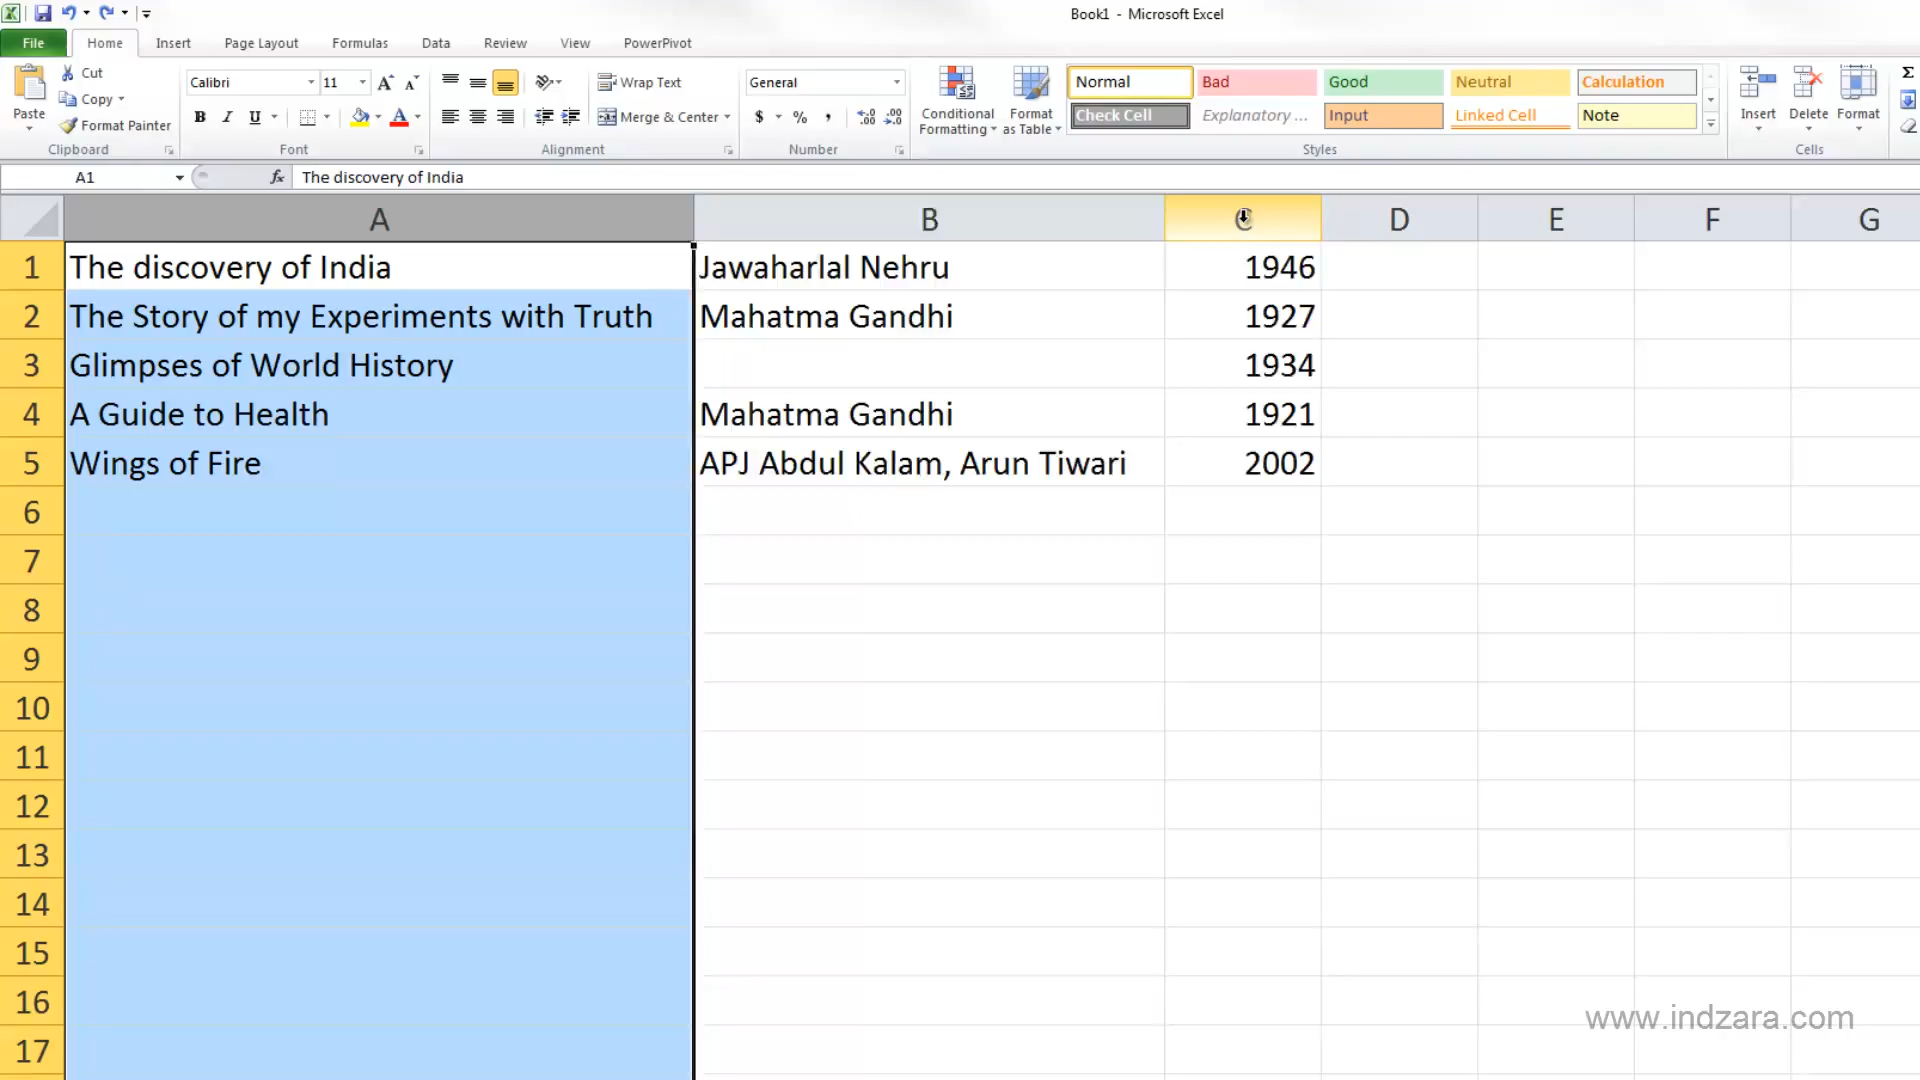 Book1 - Microsoft Excel
File Home Insert Page Layout Formulas Data Review View PowerPivot
Paste
Cut
Copy
Format Painter
Clipboard
Calibri 11
B I U
Font
Wrap Text
Merge & Center
Alignment
General
$ % ,
Number
Conditional Formatting
Format as Table
Normal Bad Good Neutral Calculation
Check Cell Explanatory ... Input Linked Cell Note
Styles
Insert Delete Format
Cells
A1 fx The discovery of India
A B C D E F G
1 The discovery of India Jawaharlal Nehru 1946
2 The Story of my Experiments with Truth Mahatma Gandhi 1927
3 Glimpses of World History 1934
4 A Guide to Health Mahatma Gandhi 1921
5 Wings of Fire APJ Abdul Kalam, Arun Tiwari 2002
6
7
8
9
10
11
12
13
14
15
16
17
www.indzara.com